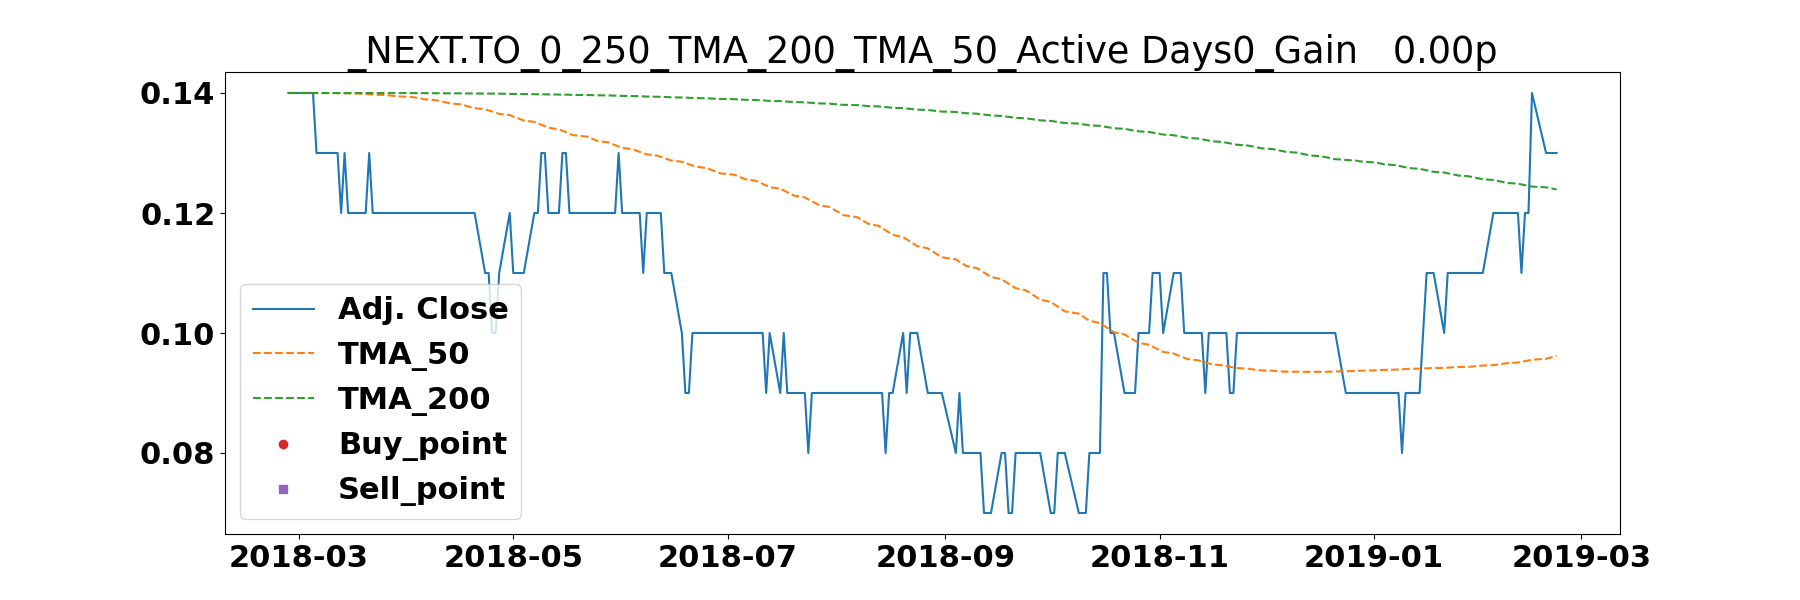 _NEXT.TO_0_250_TMA_200_TMA_50_Active Days0_Gain   0.00p
0.14
0.12
0.10
0.08
Adj. Close
TMA_50
TMA_200
Buy_point
Sell_point
2018-03 2018-05 2018-07 2018-09 2018-11 2019-01 2019-03